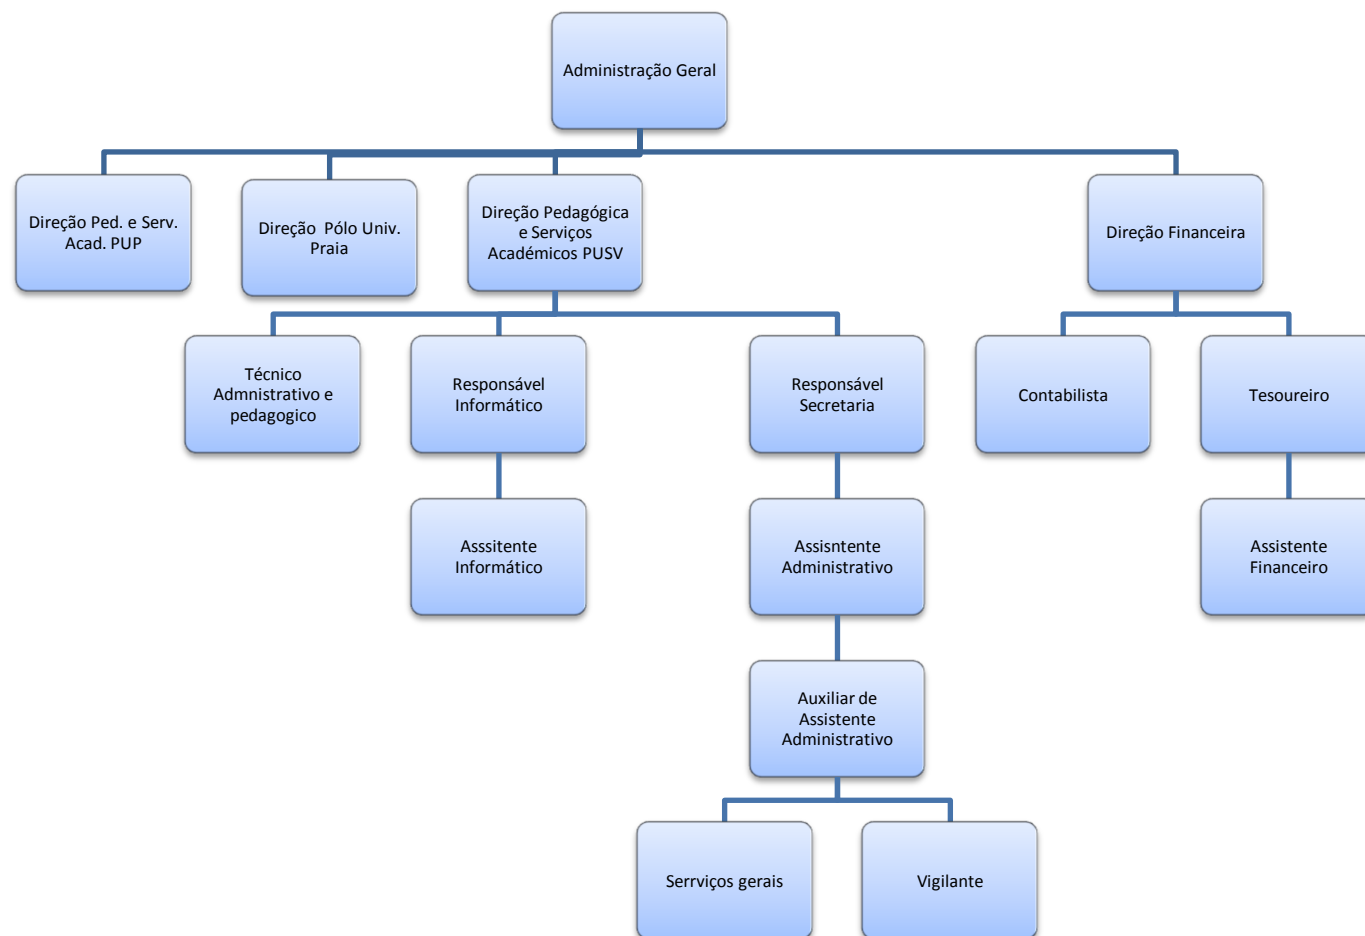 Administração Geral
Direção Ped. e Serv.
Acad. PUP
Direção Pólo Univ.
Praia
Direção Pedagógica
e Serviços
Académicos PUSV
Direção Financeira
Técnico
Admnistrativo e
pedagogico
Responsável
Informático
Responsável
Secretaria
Contabilista
Tesoureiro
Asssitente
Informático
Assisntente
Administrativo
Assistente
Financeiro
Auxiliar de
Assistente
Administrativo
Serrviços gerais
Vigilante